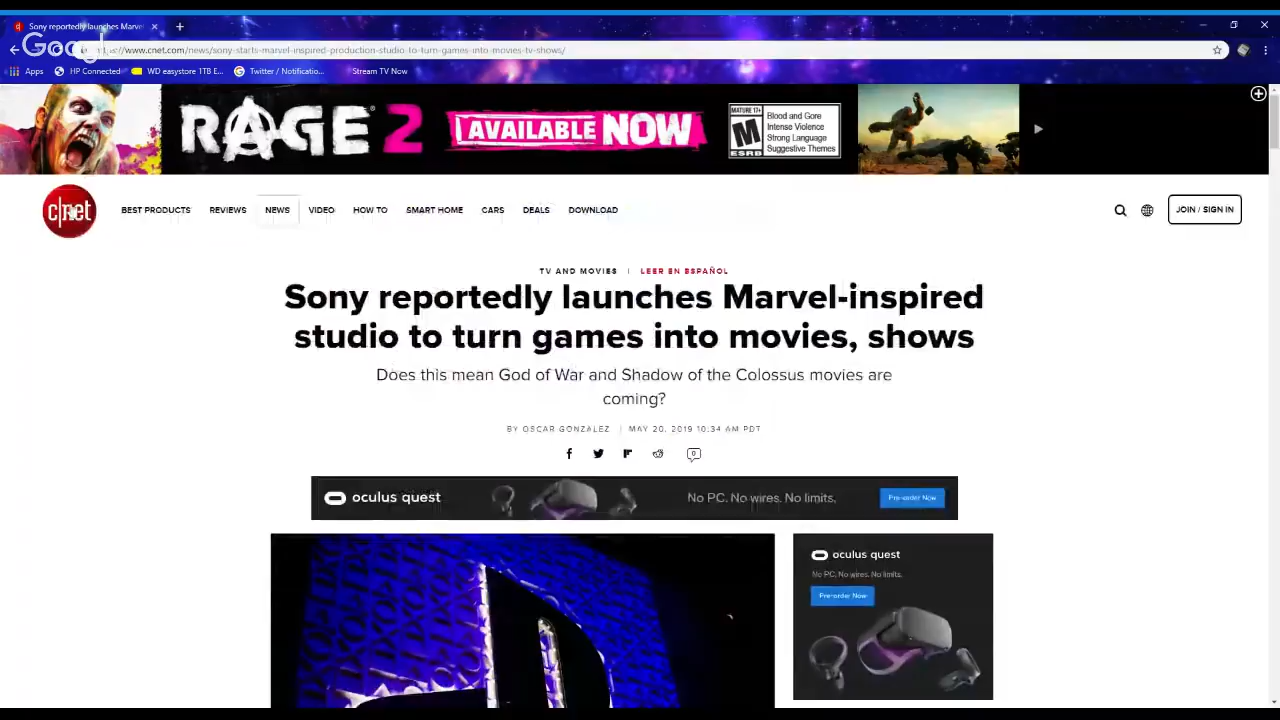 Sony reportedly launches Marvel
https://www.cnet.com/news/sony-starts-marvel-inspired-production-studio-to-turn-games-into-movies-tv-shows/
Apps HP Connected WD easystore 1TB E... Twitter / Notificatio... Stream TV Now
RAGE 2
AVAILABLE NOW
MATURE 17+
M
ESRB
Blood and Gore
Intense Violence
Strong Language
Suggestive Themes
c|net
BEST PRODUCTS REVIEWS NEWS VIDEO HOW TO SMART HOME CARS DEALS DOWNLOAD
JOIN / SIGN IN
TV AND MOVIES | LEER EN ESPAÑOL
Sony reportedly launches Marvel-inspired
studio to turn games into movies, shows
Does this mean God of War and Shadow of the Colossus movies are
coming?
BY OSCAR GONZALEZ | MAY 20, 2019 10:34 AM PDT
0
oculus quest No PC. No wires. No limits. Pre-order Now
oculus quest
No PC. No wires. No limits.
Pre-order Now